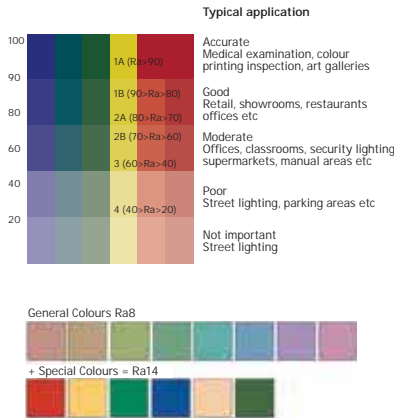 Typical application
100
90
80
60
40
20
1A (Ra>90)
1B (90>Ra>80)
2A (80>Ra>70)
2B (70>Ra>60)
3 (60>Ra>40)
4 (40>Ra>20)
Accurate
Medical examination, colour
printing inspection, art galleries
Good
Retail, showrooms, restaurants
offices etc
Moderate
Offices, classrooms, security lighting
supermarkets, manual areas etc
Poor
Street lighting, parking areas etc
Not important
Street lighting
General Colours Ra8
+ Special Colours = Ra14